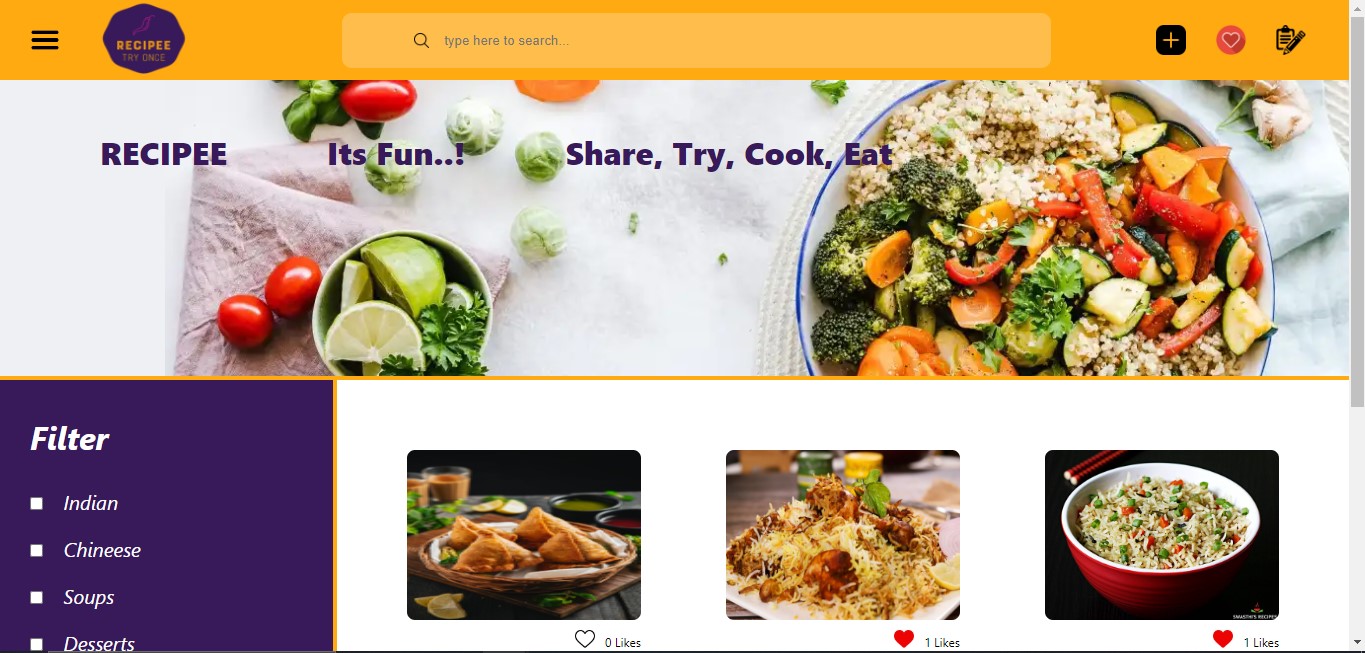 RECIPEE
TRY ONCE
type here to search...
RECIPEE Its Fun..! Share, Try, Cook, Eat
Filter
Indian
Chineese
Soups
Desserts
SWASTHI'S RECIPES
0 Likes
1 Likes
1 Likes